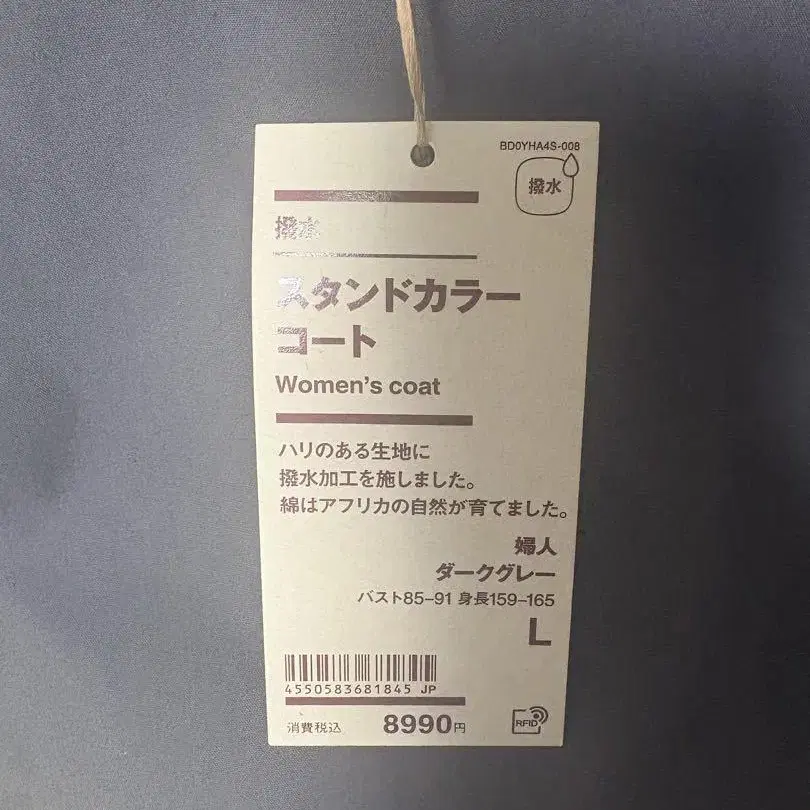 BD0YHA4S-008
撥水
撥水
スタンドカラー
コート
Women's coat
ハリのある生地に
撥水加工を施しました。
綿はアフリカの自然が育てました。
婦人
ダークグレー
バスト85–91 身長159–165
L
4550583681845 JP
消費税込 8990円
RFID